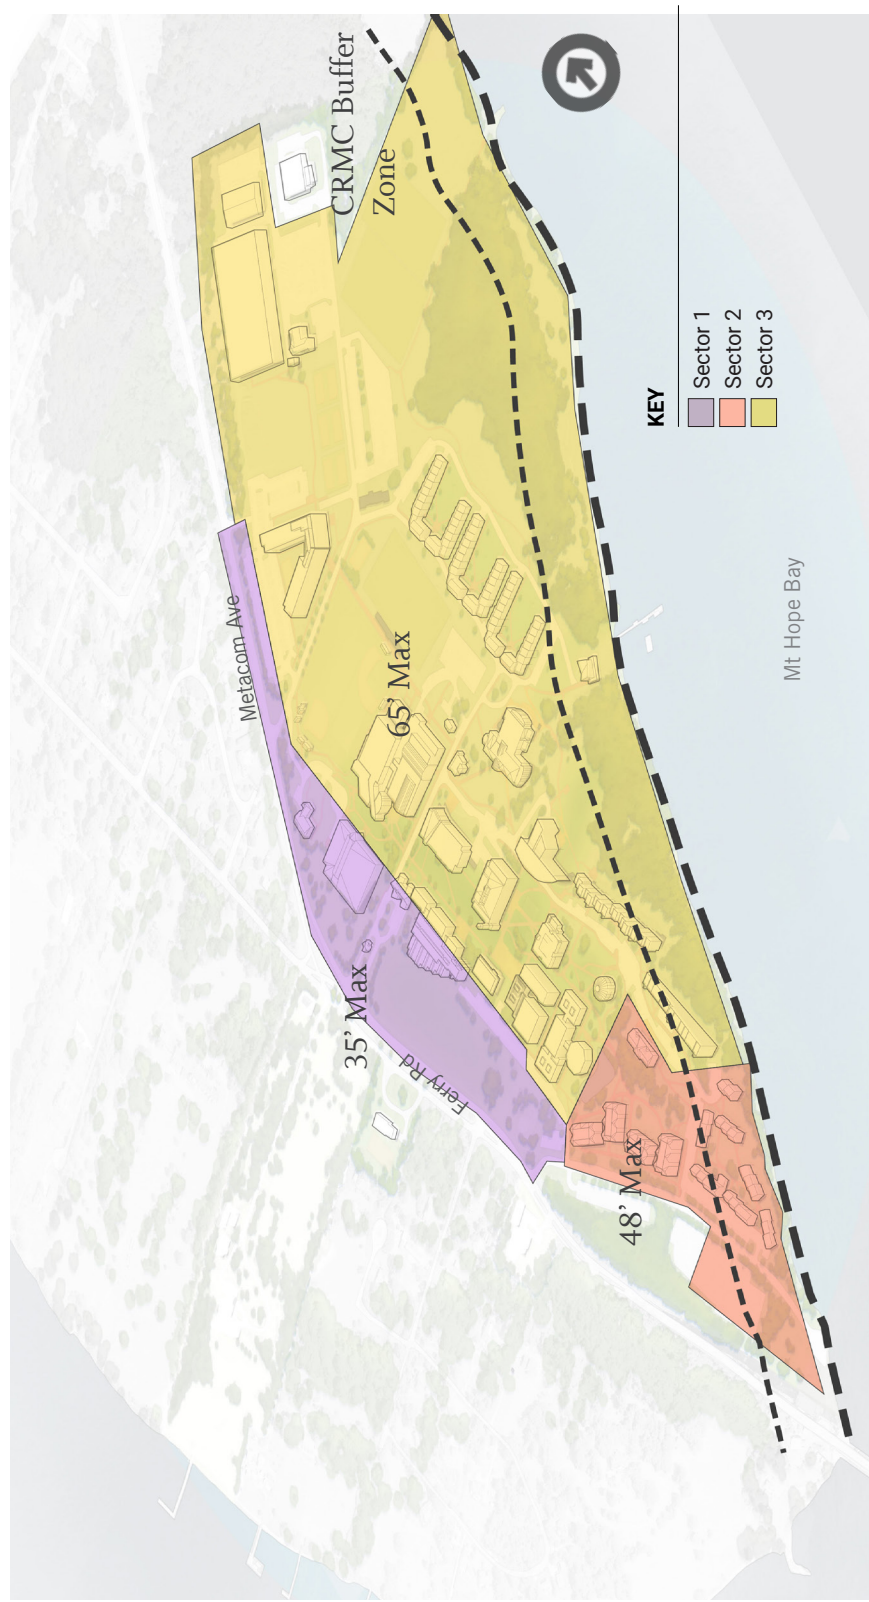 CRMC Buffer
Zone
Metacom Ave
65’ Max
35’ Max
Ferry Rd
48’ Max
KEY
Sector 1
Sector 2
Sector 3
Mt Hope Bay